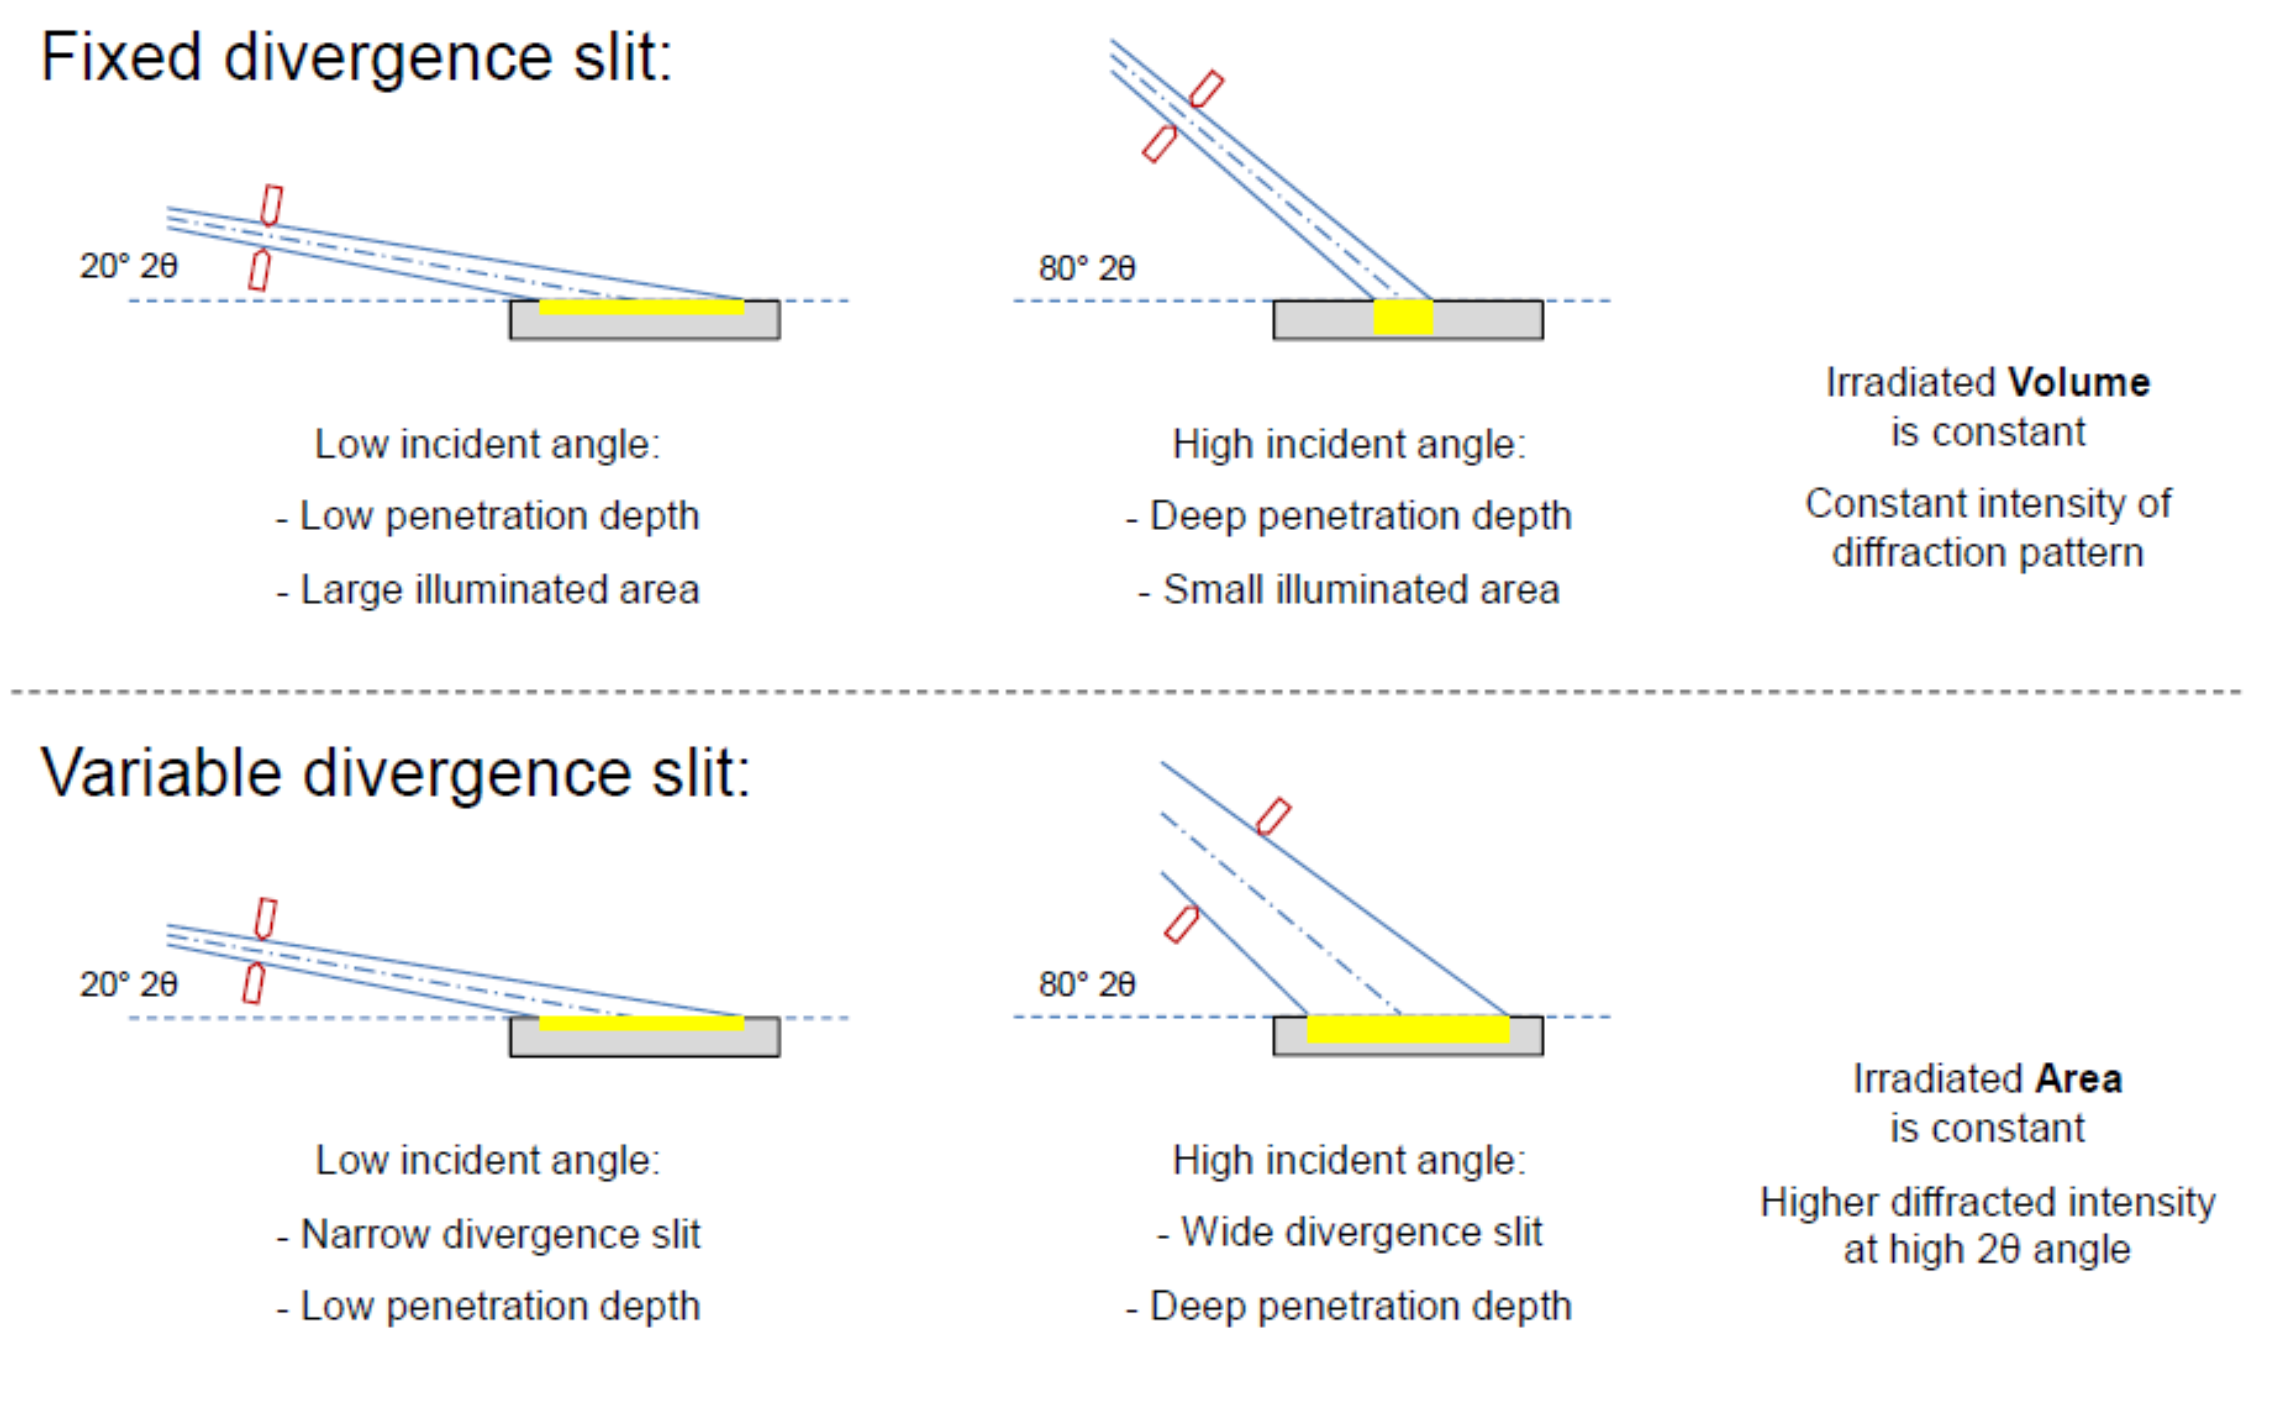 Fixed divergence slit:
20° 2θ
80° 2θ
Low incident angle:
- Low penetration depth
- Large illuminated area
High incident angle:
- Deep penetration depth
- Small illuminated area
Irradiated Volume
is constant
Constant intensity of
diffraction pattern
Variable divergence slit:
20° 2θ
80° 2θ
Low incident angle:
- Narrow divergence slit
- Low penetration depth
High incident angle:
- Wide divergence slit
- Deep penetration depth
Irradiated Area
is constant
Higher diffracted intensity
at high 2θ angle